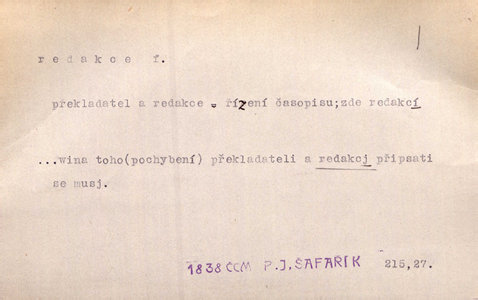 redakce f.
překladatel a redakce - řízení časopisu;zde redakcí
...wina toho(pochybení) překladateli a redakcj připsati
se musj.
1838 ČČM P.J.ŠAFAŘÍK 215,27.